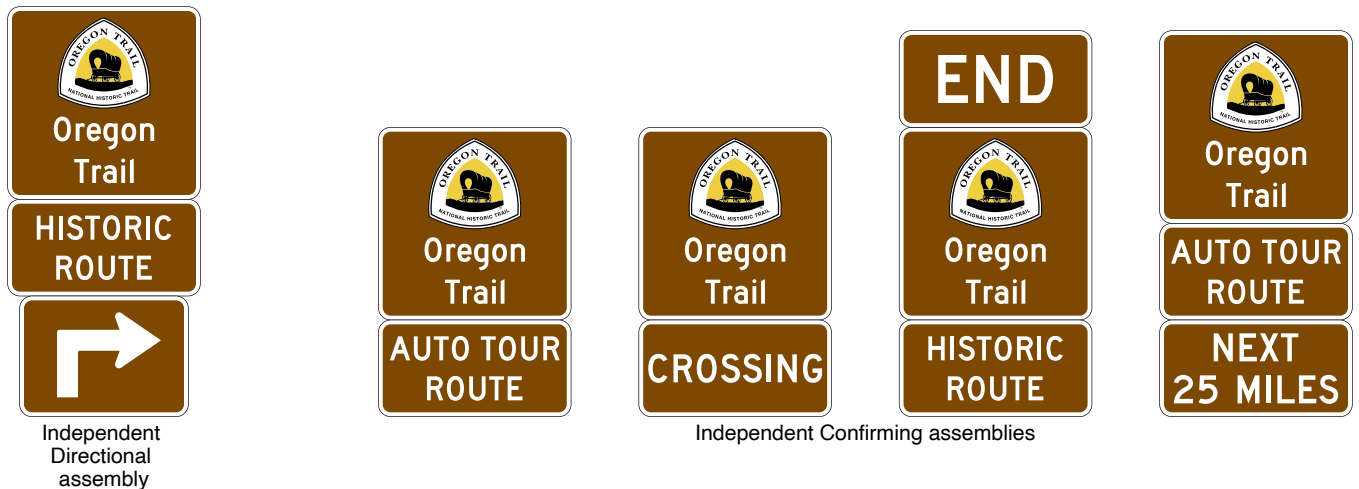 OREGON TRAIL
NATIONAL HISTORIC TRAIL
Oregon
Trail
HISTORIC
ROUTE
Independent
Directional
assembly
OREGON TRAIL
NATIONAL HISTORIC TRAIL
Oregon
Trail
AUTO TOUR
ROUTE
OREGON TRAIL
NATIONAL HISTORIC TRAIL
Oregon
Trail
CROSSING
END
OREGON TRAIL
NATIONAL HISTORIC TRAIL
Oregon
Trail
HISTORIC
ROUTE
OREGON TRAIL
NATIONAL HISTORIC TRAIL
Oregon
Trail
AUTO TOUR
ROUTE
NEXT
25 MILES
Independent Confirming assemblies